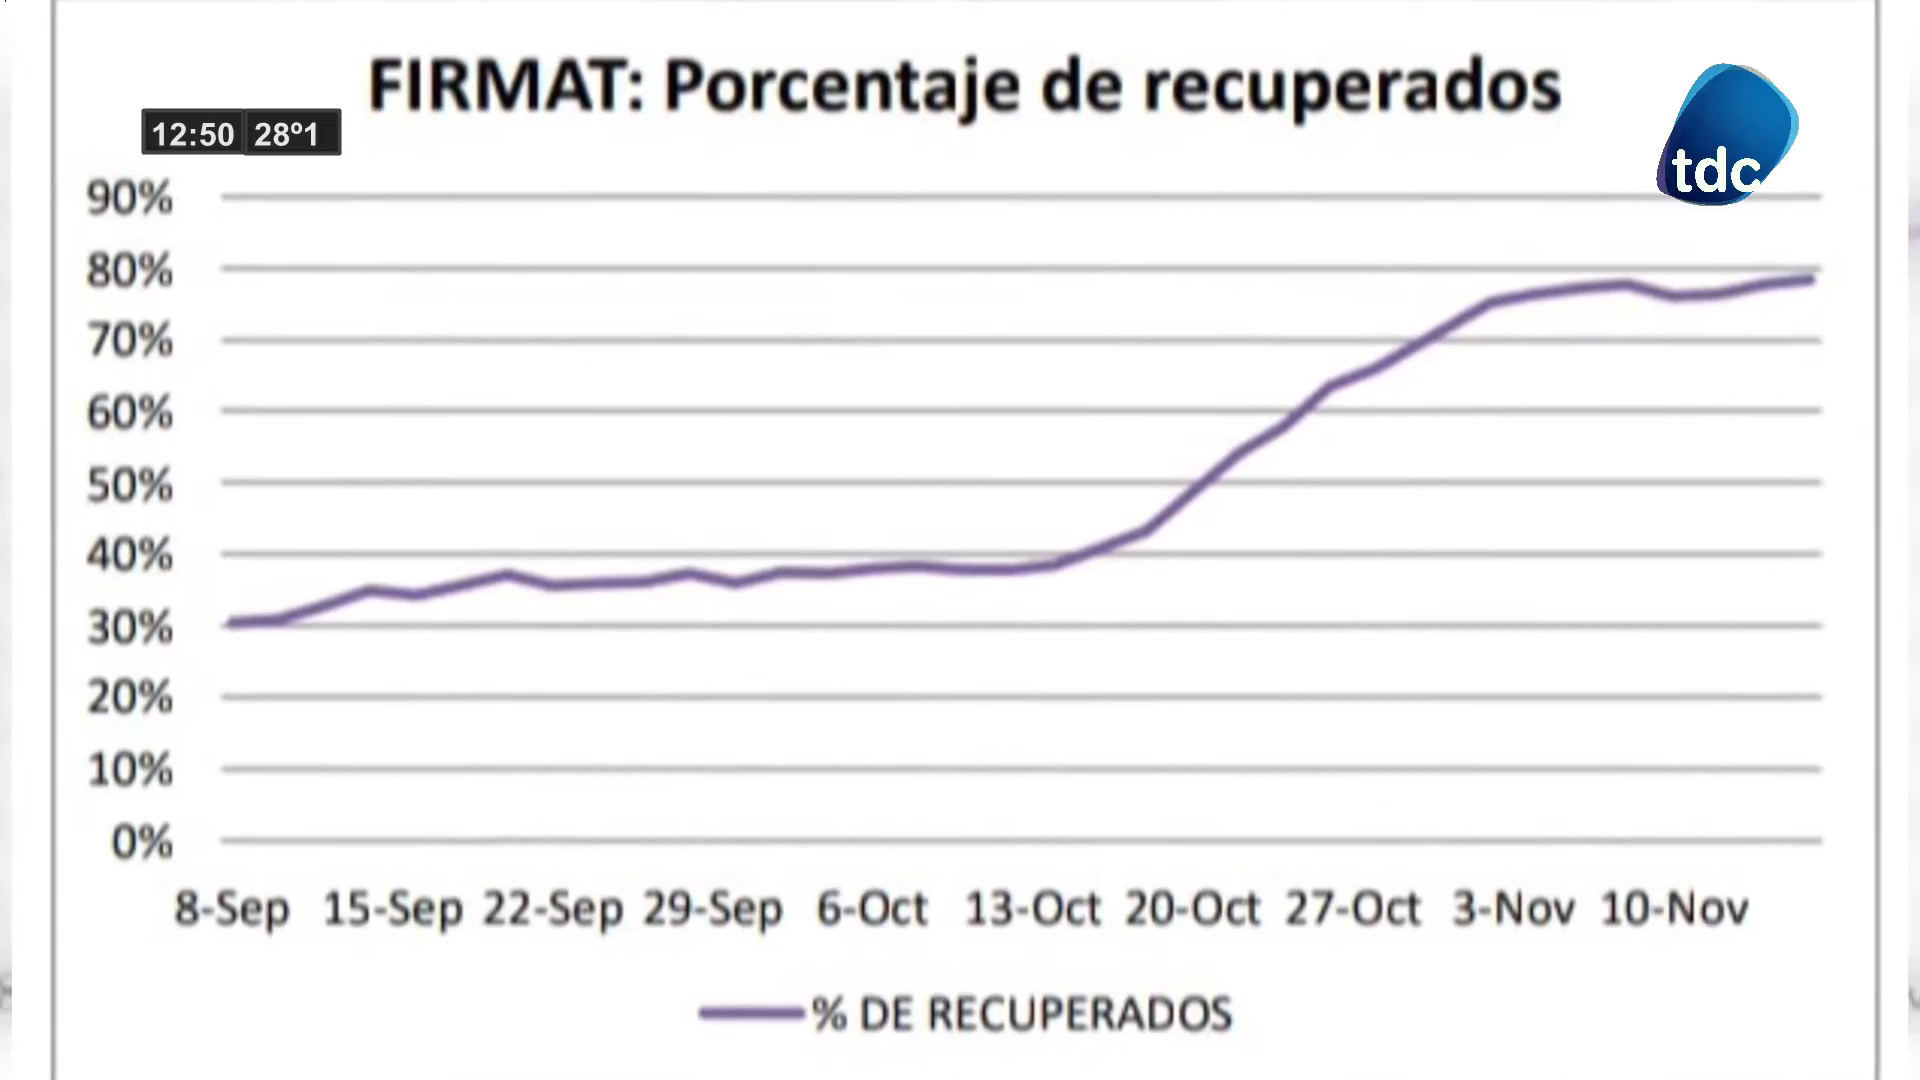 FIRMAT: Porcentaje de recuperados
12:50 28º1
tdc
90%
80%
70%
60%
50%
40%
30%
20%
10%
0%
8-Sep 15-Sep 22-Sep 29-Sep 6-Oct 13-Oct 20-Oct 27-Oct 3-Nov 10-Nov
% DE RECUPERADOS